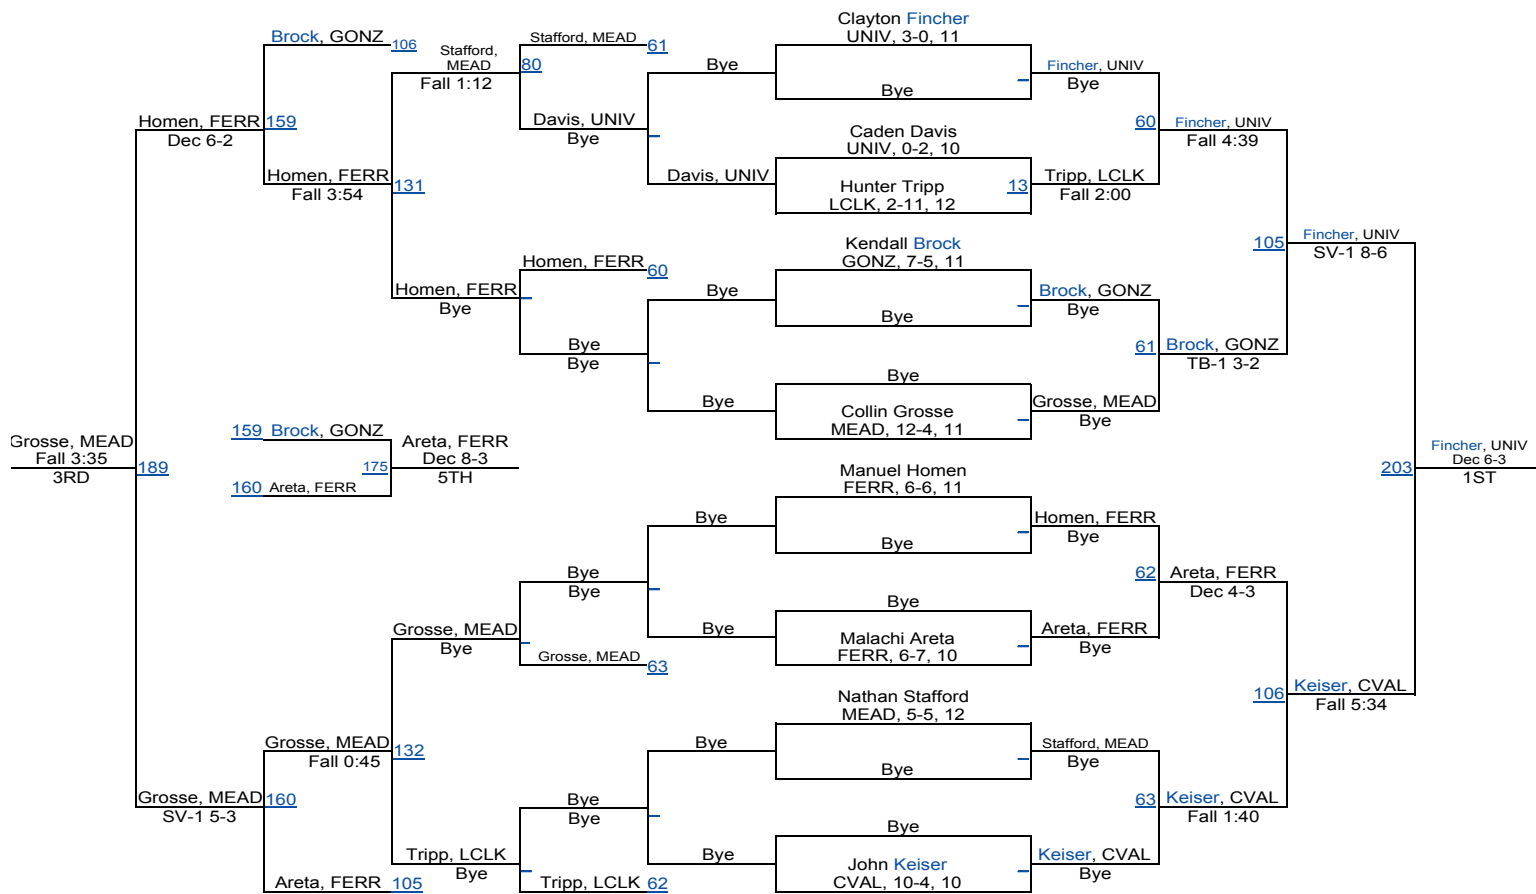 Clayton Fincher
UNIV, 3-0, 11
Brock, GONZ
106
Stafford,
MEAD
Fall 1:12
Stafford, MEAD
61
80
Bye
Bye
Fincher, UNIV
Bye
Homen, FERR
Dec 6-2
159
Davis, UNIV
Bye
Caden Davis
UNIV, 0-2, 10
60
Fincher, UNIV
Fall 4:39
Homen, FERR
Fall 3:54
131
Davis, UNIV
Hunter Tripp
LCLK, 2-11, 12
13
Tripp, LCLK
Fall 2:00
Kendall Brock
GONZ, 7-5, 11
105
Fincher, UNIV
SV-1 8-6
Homen, FERR
60
Homen, FERR
Bye
Bye
Bye
Brock, GONZ
Bye
Bye
Bye
61
Brock, GONZ
TB-1 3-2
Bye
Bye
Collin Grosse
MEAD, 12-4, 11
Grosse, MEAD
Bye
Grosse, MEAD
Fall 3:35
3RD
189
159
Brock, GONZ
160
Areta, FERR
175
Areta, FERR
Dec 8-3
5TH
203
Fincher, UNIV
Dec 6-3
1ST
Manuel Homen
FERR, 6-6, 11
Bye
Bye
Homen, FERR
Bye
Bye
Bye
62
Areta, FERR
Dec 4-3
Grosse, MEAD
Bye
Grosse, MEAD
63
Bye
Bye
Malachi Areta
FERR, 6-7, 10
Areta, FERR
Bye
Nathan Stafford
MEAD, 5-5, 12
106
Keiser, CVAL
Fall 5:34
Grosse, MEAD
Fall 0:45
132
Bye
Bye
Stafford, MEAD
Bye
Grosse, MEAD
SV-1 5-3
160
Bye
Bye
63
Keiser, CVAL
Fall 1:40
Bye
Tripp, LCLK
Bye
Bye
John Keiser
CVAL, 10-4, 10
Keiser, CVAL
Bye
Areta, FERR
105
Tripp, LCLK
62